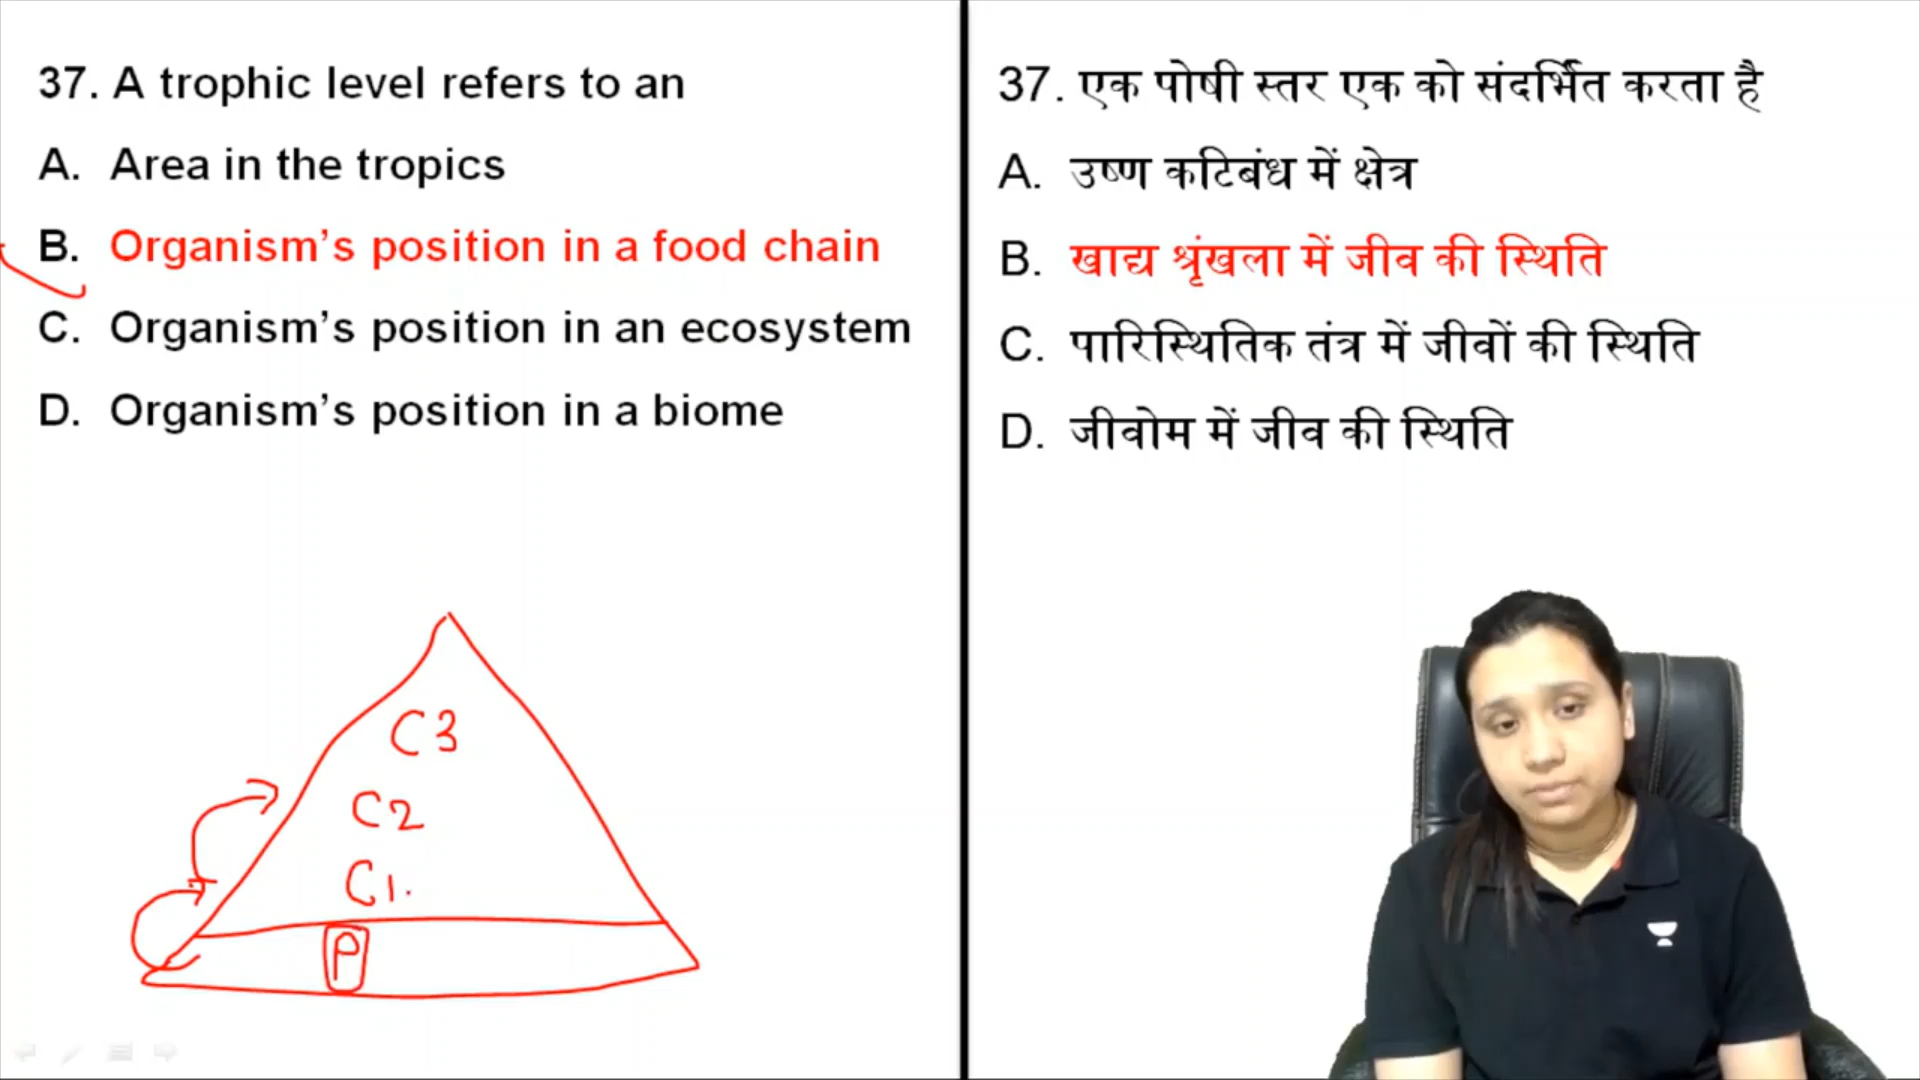 37. A trophic level refers to an
A. Area in the tropics
B. Organism’s position in a food chain
C. Organism’s position in an ecosystem
D. Organism’s position in a biome
C3
C2
C1.
P
37. एक पोषी स्तर एक को संदर्भित करता है
A. उष्ण कटिबंध में क्षेत्र
B. खाद्य श्रृंखला में जीव की स्थिति
C. पारिस्थितिक तंत्र में जीवों की स्थिति
D. जीवोम में जीव की स्थिति